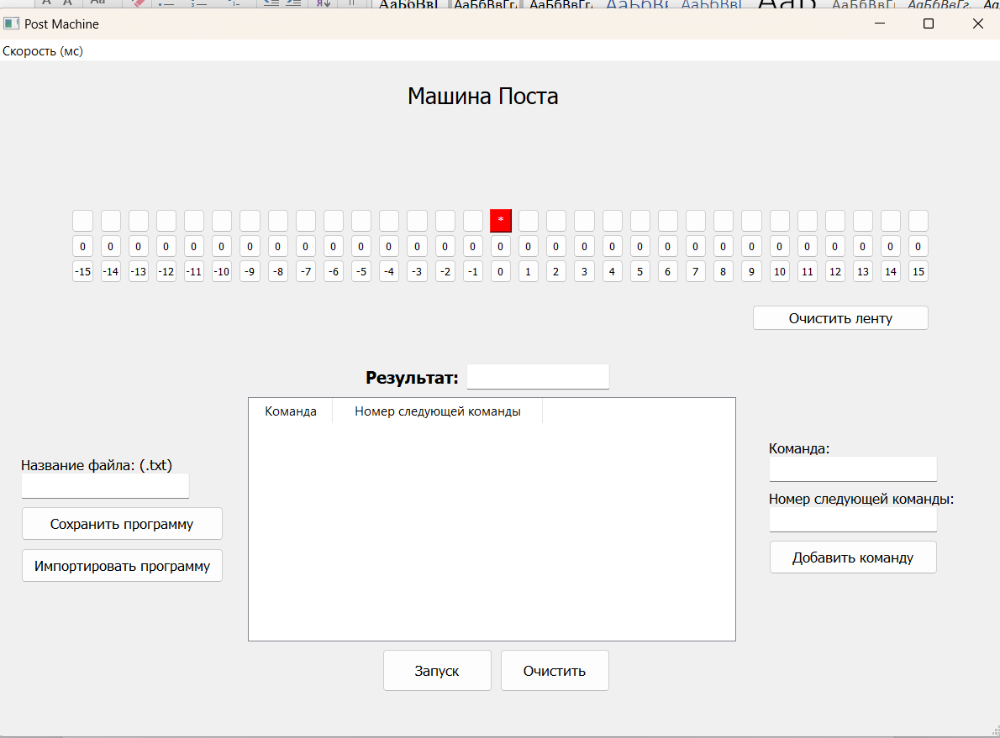 Post Machine
Скорость (мс)
Машина Поста
*
0 0 0 0 0 0 0 0 0 0 0 0 0 0 0 0 0 0 0 0 0 0 0 0 0 0 0 0 0 0 0
-15 -14 -13 -12 -11 -10 -9 -8 -7 -6 -5 -4 -3 -2 -1 0 1 2 3 4 5 6 7 8 9 10 11 12 13 14 15
Очистить ленту
Результат:
Команда Номер следующей команды
Команда:
Название файла: (.txt)
Номер следующей команды:
Сохранить программу
Добавить команду
Импортировать программу
Запуск Очистить